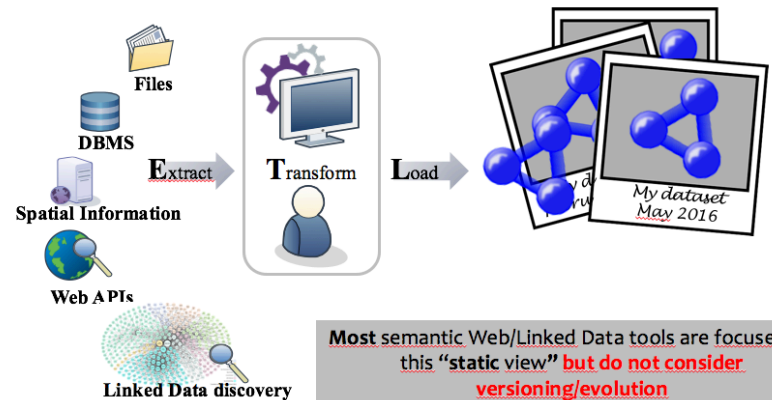 Files
DBMS
Spatial Information
Web APIs
Linked Data discovery
Extract
Transform
Load
My dataset
May 2016
Most semantic Web/Linked Data tools are focuse
this “static view” but do not consider
versioning/evolution